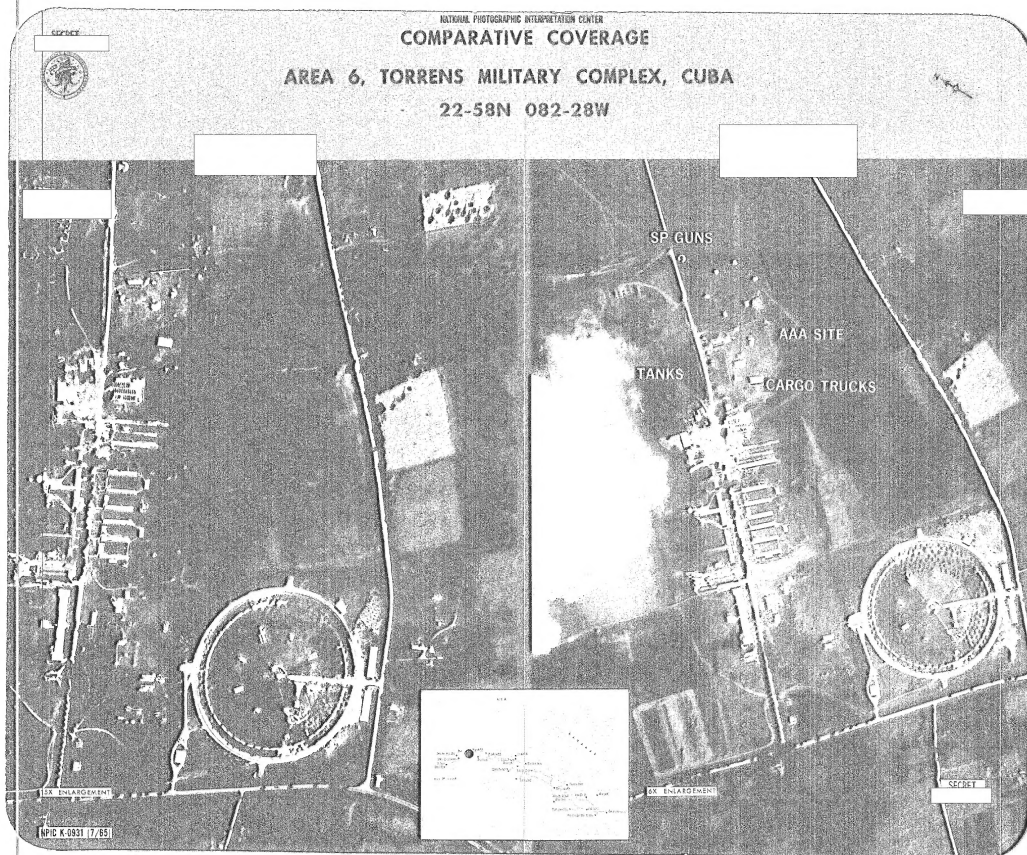 SECRET
NATIONAL PHOTOGRAPHIC INTERPRETATION CENTER
COMPARATIVE COVERAGE
AREA 6, TORRENS MILITARY COMPLEX, CUBA
22-58N 082-28W
SP GUNS
AAA SITE
TANKS
CARGO TRUCKS
5X ENLARGEMENT
6X ENLARGEMENT
SECRET
NPIC K-0931 (7/65)